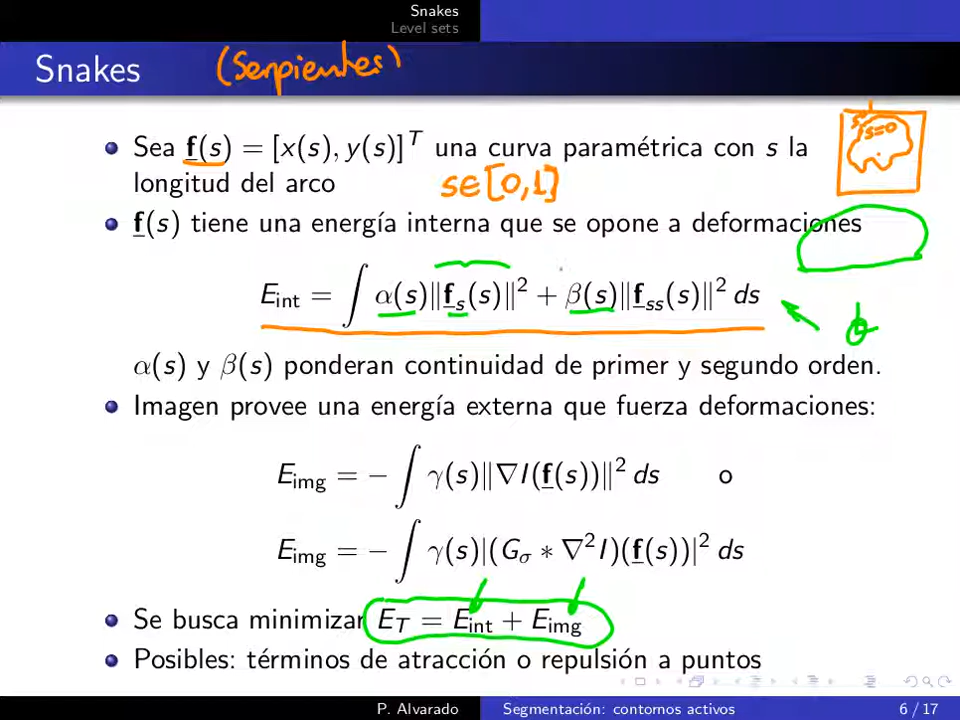 Snakes
Level sets
Snakes (Serpientes)
Sea f(s) = [x(s), y(s)]^T una curva paramétrica con s la
longitud del arco s∈[0,1]
s s=0
f(s) tiene una energía interna que se opone a deformaciones
E_int = ∫ α(s)‖f_s(s)‖² + β(s)‖f_ss(s)‖² ds
α(s) y β(s) ponderan continuidad de primer y segundo orden.
Imagen provee una energía externa que fuerza deformaciones:
E_img = − ∫ γ(s)‖∇I(f(s))‖² ds o
E_img = − ∫ γ(s)|(G_σ ∗ ∇²I)(f(s))|² ds
Se busca minimizar E_T = E_int + E_img
Posibles: términos de atracción o repulsión a puntos
P. Alvarado Segmentación: contornos activos 6 / 17